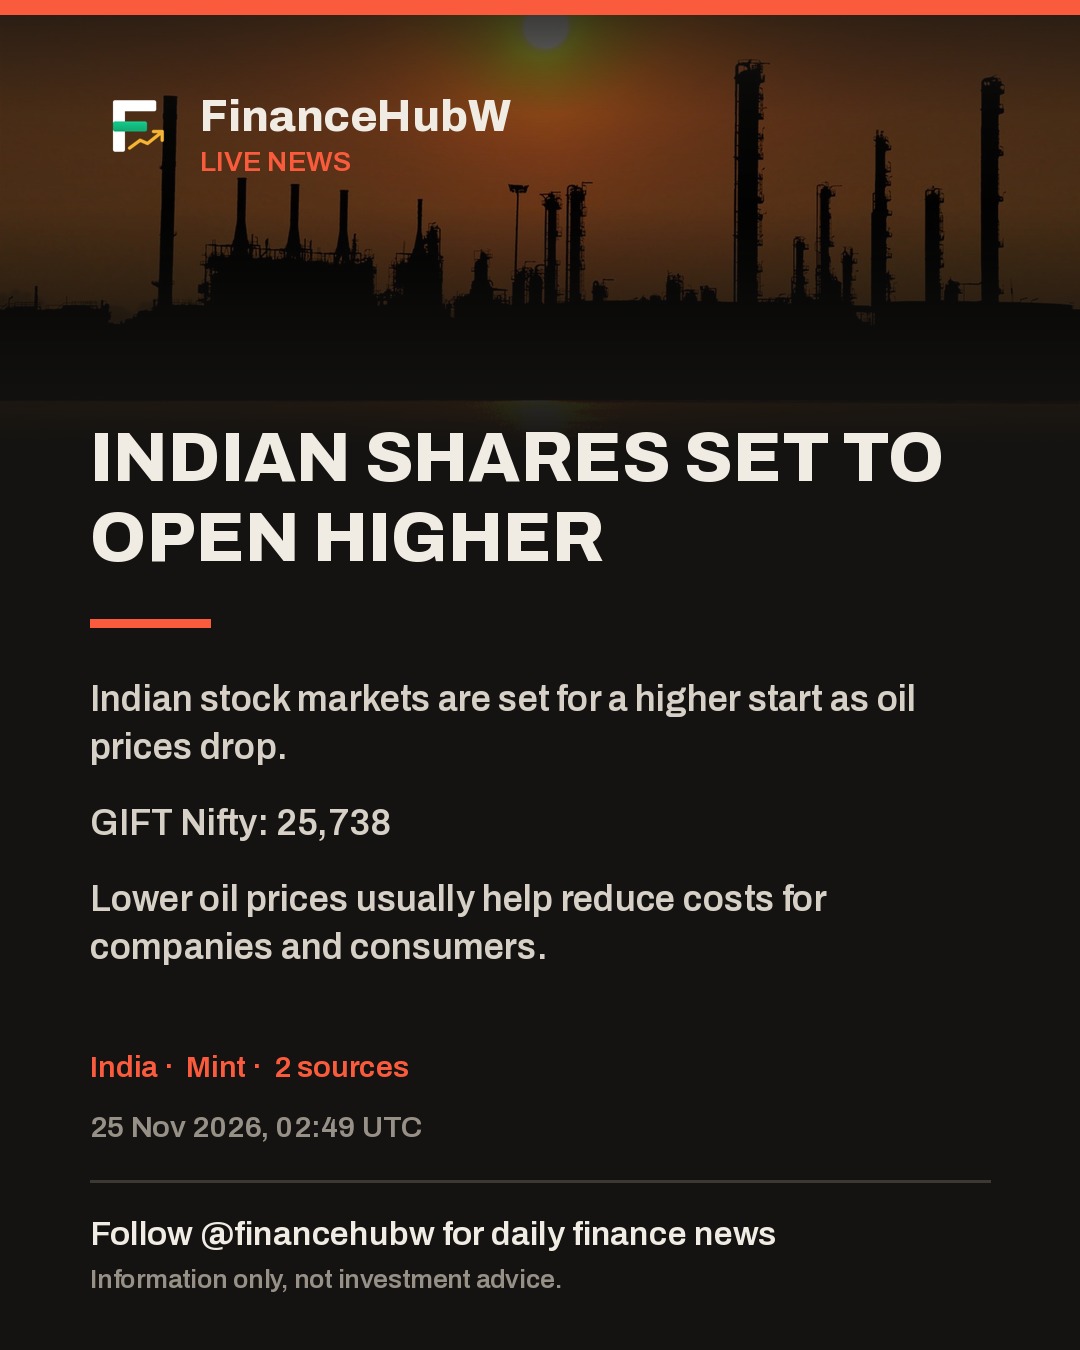 FinanceHubW
LIVE NEWS
INDIAN SHARES SET TO
OPEN HIGHER
Indian stock markets are set for a higher start as oil
prices drop.
GIFT Nifty: 25,738
Lower oil prices usually help reduce costs for
companies and consumers.
India · Mint · 2 sources
25 Nov 2026, 02:49 UTC
Follow @financehubw for daily finance news
Information only, not investment advice.